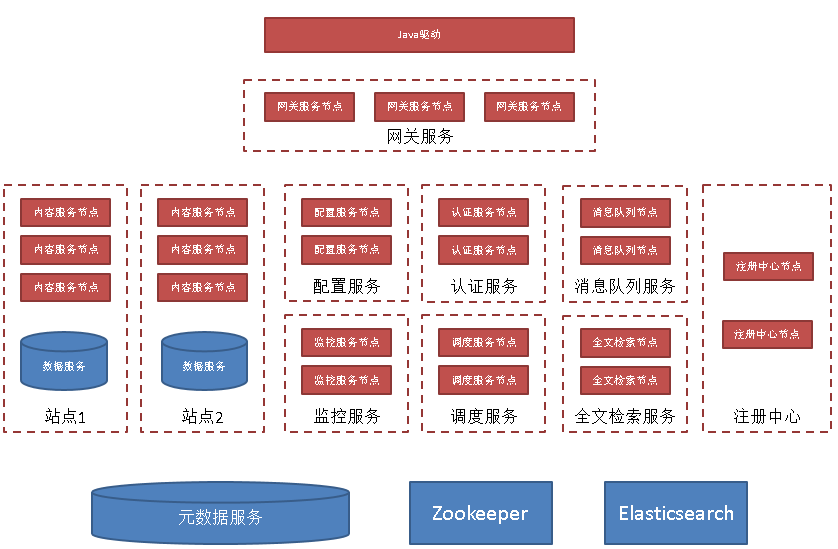 Java驱动
网关服务节点
网关服务节点
网关服务节点
网关服务
内容服务节点
内容服务节点
内容服务节点
数据服务
站点1
内容服务节点
内容服务节点
内容服务节点
数据服务
站点2
配置服务节点
配置服务节点
配置服务
认证服务节点
认证服务节点
认证服务
消息队列节点
消息队列节点
消息队列服务
监控服务节点
监控服务节点
监控服务
调度服务节点
调度服务节点
调度服务
全文检索节点
全文检索节点
全文检索服务
注册中心节点
注册中心节点
注册中心
元数据服务
Zookeeper
Elasticsearch